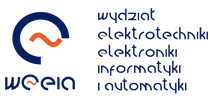 weeia
wydział
elektrotechniki
elektroniki
informatyki
i automatyki